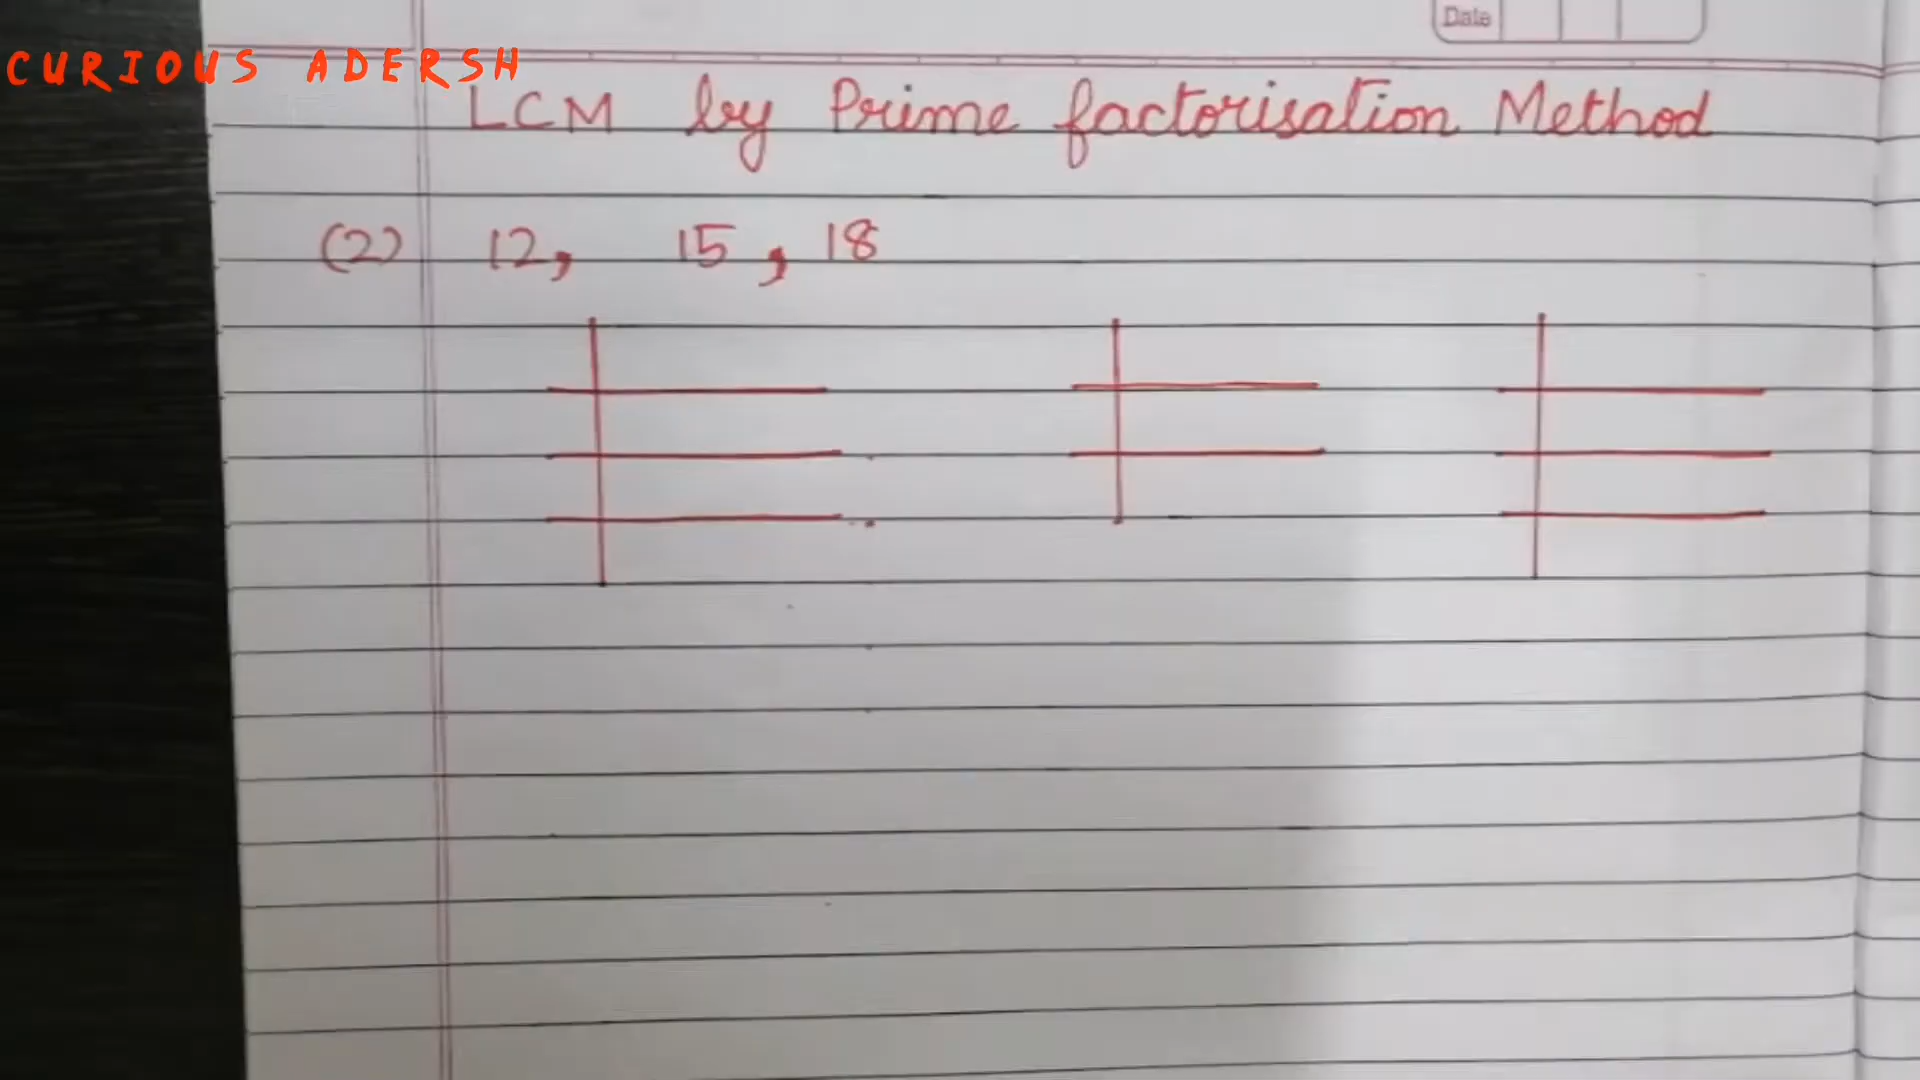 Date
CURIOUS ADERSH
LCM by Prime factorisation Method
(2) 12, 15, 18